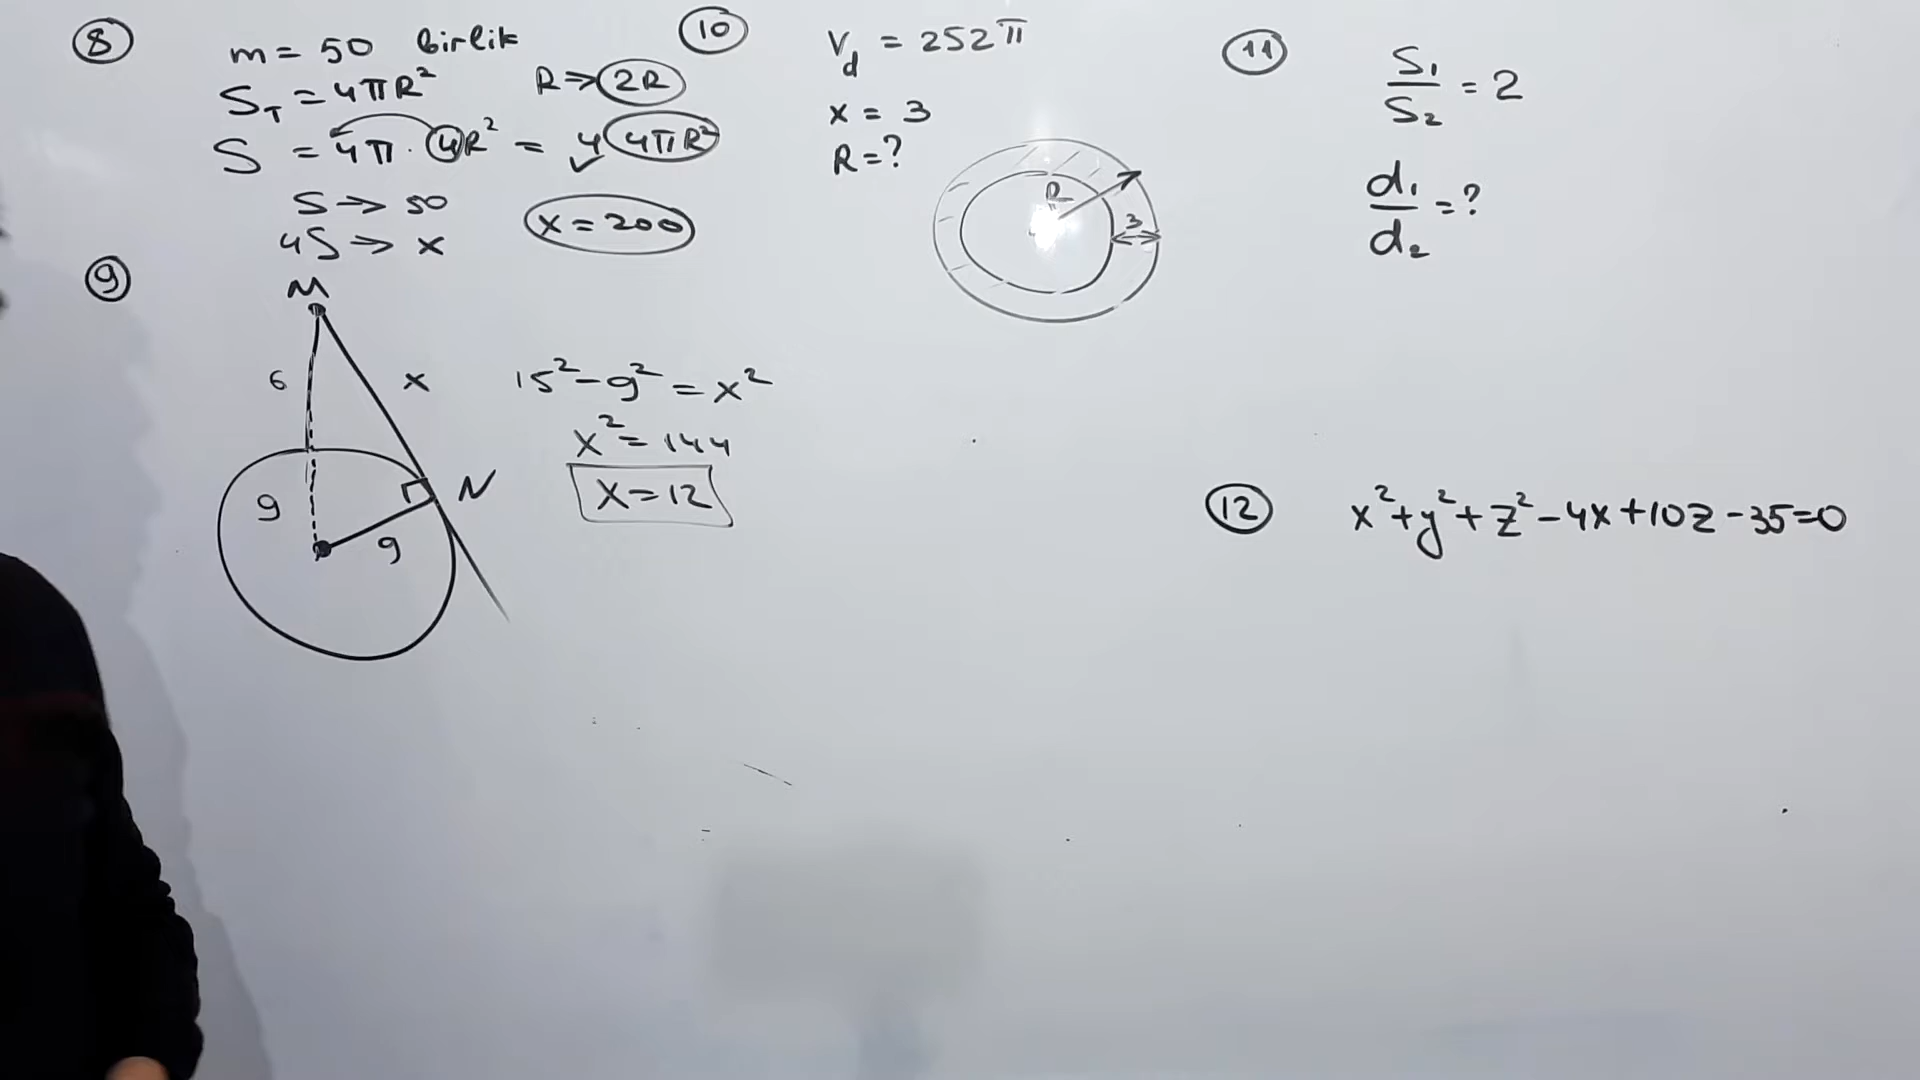 8
m = 50 birlik
S_T = 4πR² R ⇒ 2R
S = 4π · 4R² = 4 4πR²
S → 50
4S → x
x = 200
9
M
6
x
9
9
N
15² - 9² = x²
x² = 144
x = 12
10
V_d = 252π
x = 3
R = ?
R
3
11
S₁/S₂ = 2
d₁/d₂ = ?
12
x² + y² + z² - 4x + 10z - 35 = 0